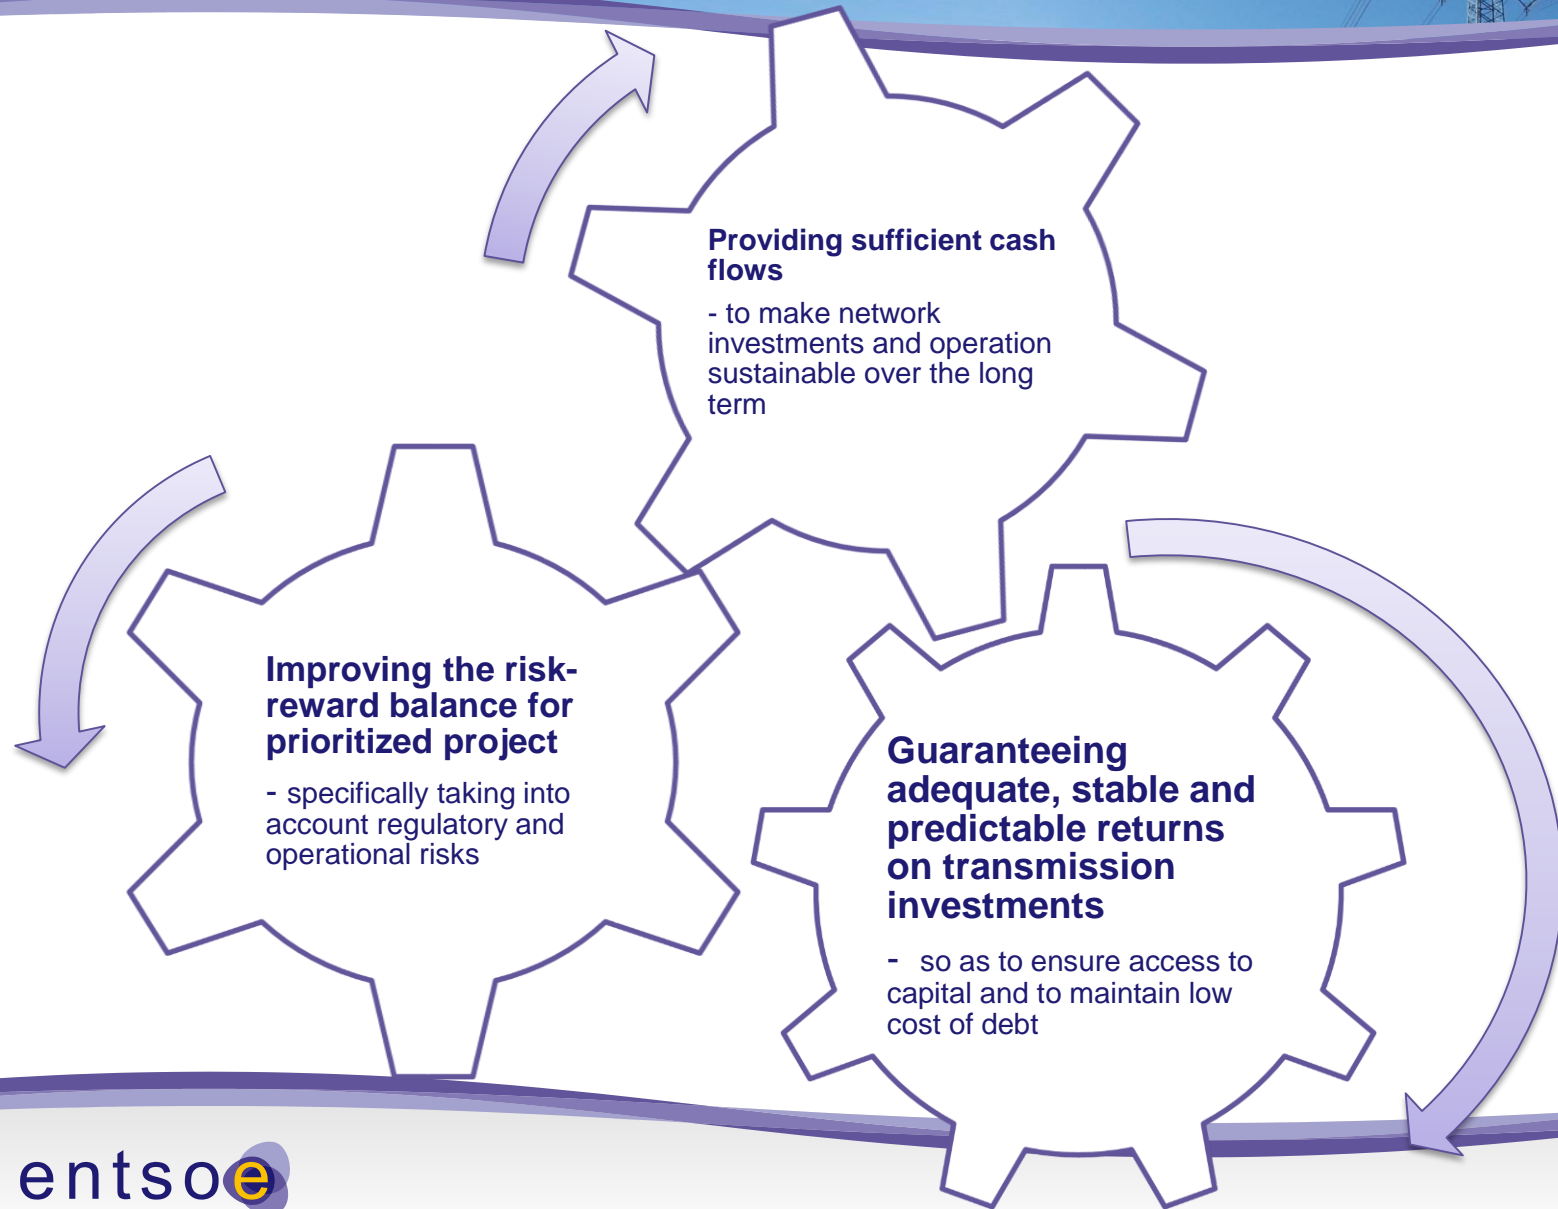 Providing sufficient cash
flows
- to make network
investments and operation
sustainable over the long
term
Improving the risk-
reward balance for
prioritized project
- specifically taking into
account regulatory and
operational risks
Guaranteeing
adequate, stable and
predictable returns
on transmission
investments
- so as to ensure access to
capital and to maintain low
cost of debt
entsoe